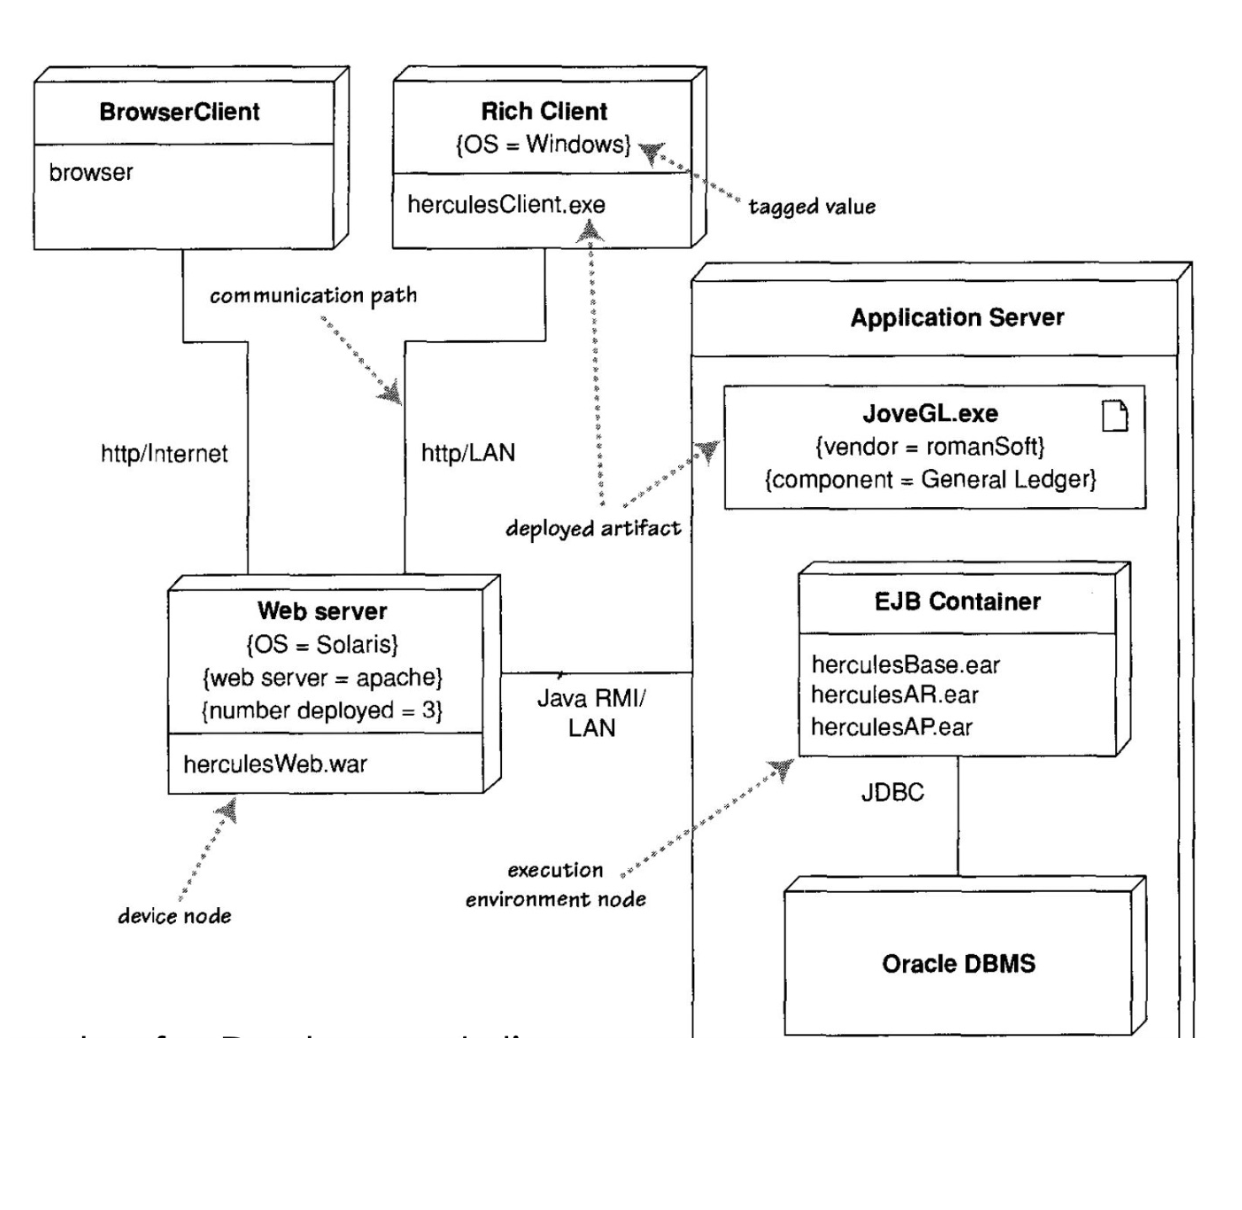 BrowserClient
browser
Rich Client
{OS = Windows}
herculesClient.exe
tagged value
communication path
http/Internet
http/LAN
deployed artifact
Application Server
JoveGL.exe
{vendor = romanSoft}
{component = General Ledger}
EJB Container
herculesBase.ear
herculesAR.ear
herculesAP.ear
Web server
{OS = Solaris}
{web server = apache}
{number deployed = 3}
herculesWeb.war
Java RMI/
LAN
JDBC
execution
environment node
device node
Oracle DBMS